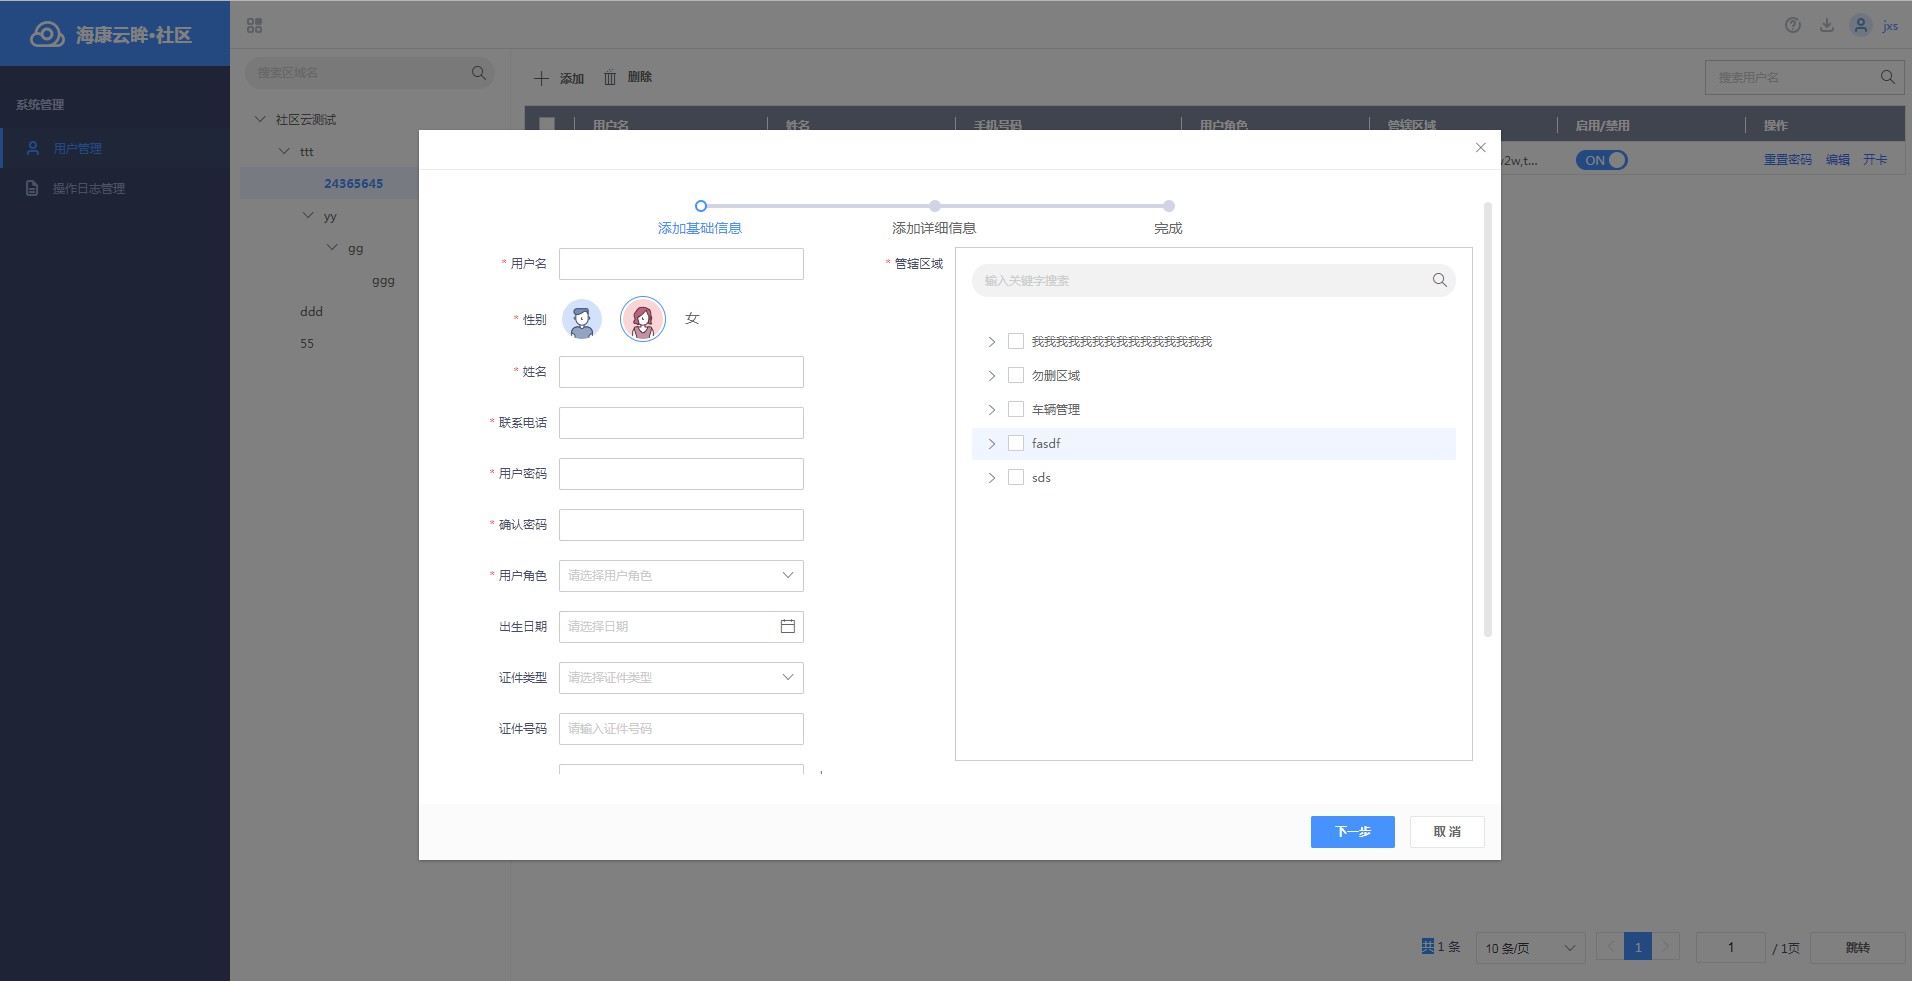 海康云眸•社区
jxs
系统管理
用户管理
操作日志管理
搜索区域名
社区云测试
ttt
24365645
yy
gg
ggg
ddd
55
添加 删除
搜索用户名
用户名 姓名 手机号码 用户角色 管辖区域 启用/禁用 操作
y2w,t... ON 重置密码 编辑 开卡
添加基础信息 添加详细信息 完成
* 用户名
* 性别 女
* 姓名
* 联系电话
* 用户密码
* 确认密码
* 用户角色 请选择用户角色
出生日期 请选择日期
证件类型 请选择证件类型
证件号码 请输入证件号码
* 管辖区域
输入关键字搜索
我我我我我我我我我我我我我我我
勿删区域
车辆管理
fasdf
sds
下一步 取 消
共 1 条 10 条/页 1 1 / 1页 跳转